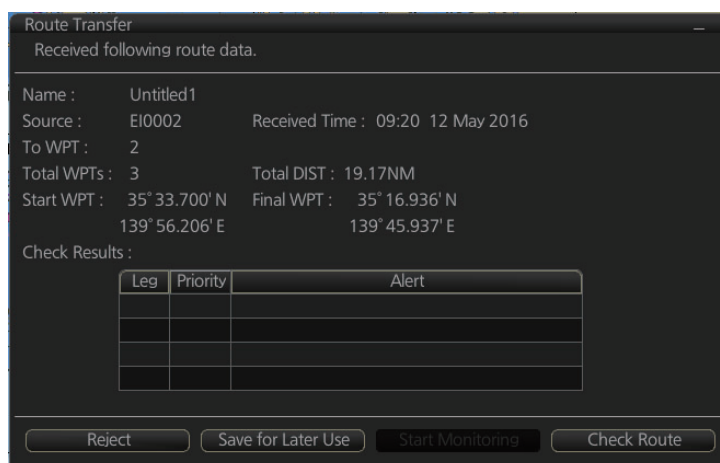 Route Transfer
Received following route data.
Name : Untitled1
Source : EI0002 Received Time : 09:20 12 May 2016
To WPT : 2
Total WPTs : 3 Total DIST : 19.17NM
Start WPT : 35°33.700' N Final WPT : 35°16.936' N
139°56.206' E 139°45.937' E
Check Results :
Leg Priority Alert
Reject Save for Later Use Start Monitoring Check Route